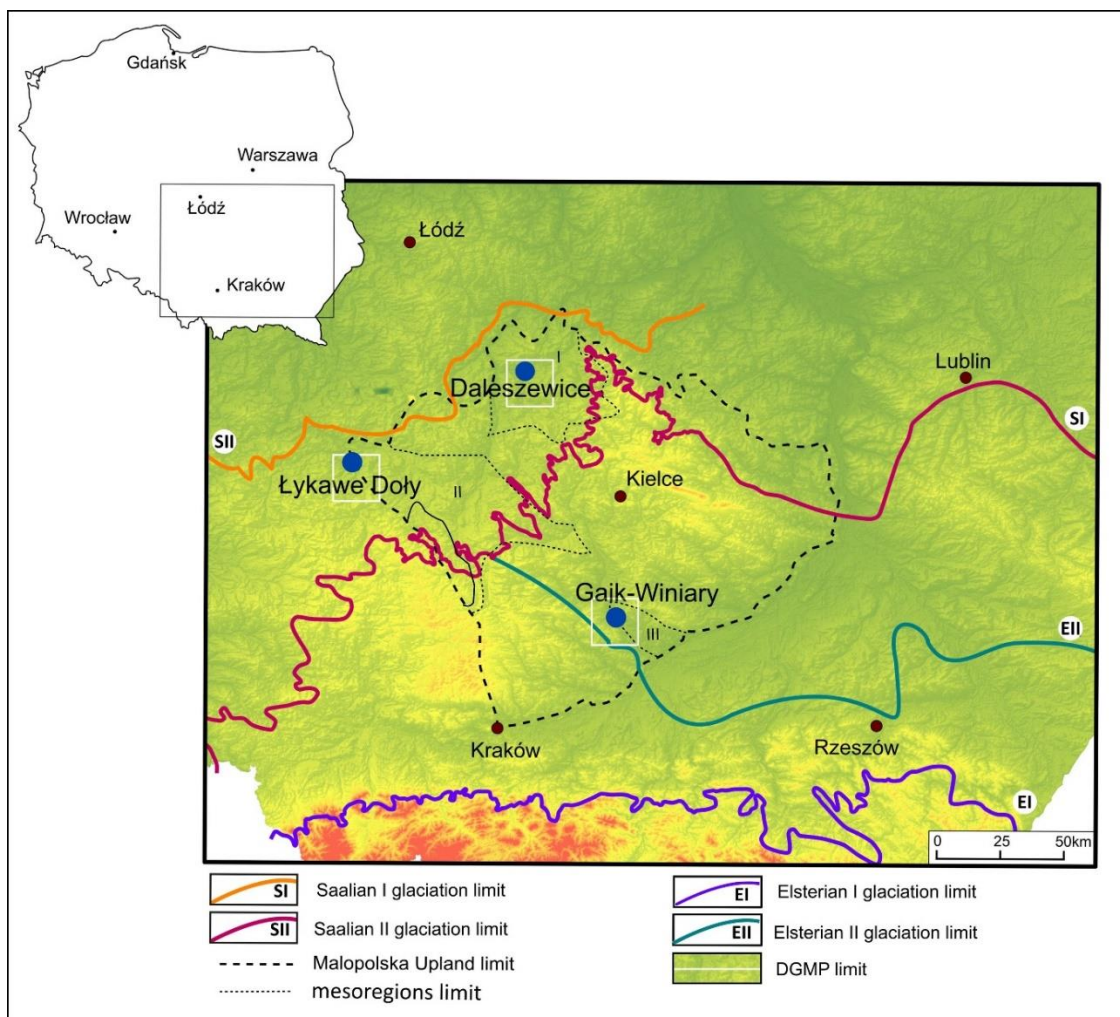 Gdańsk
Warszawa
Łódź
Wrocław
Kraków
Łódź
I
Daleszewice
Lublin
SII
SI
Łykawe Doły
II
Kielce
Gaik-Winiary
III
EII
Kraków
Rzeszów
EI
0 25 50km
SI Saalian I glaciation limit
EI Elsterian I glaciation limit
SII Saalian II glaciation limit
EII Elsterian II glaciation limit
Malopolska Upland limit
DGMP limit
mesoregions limit